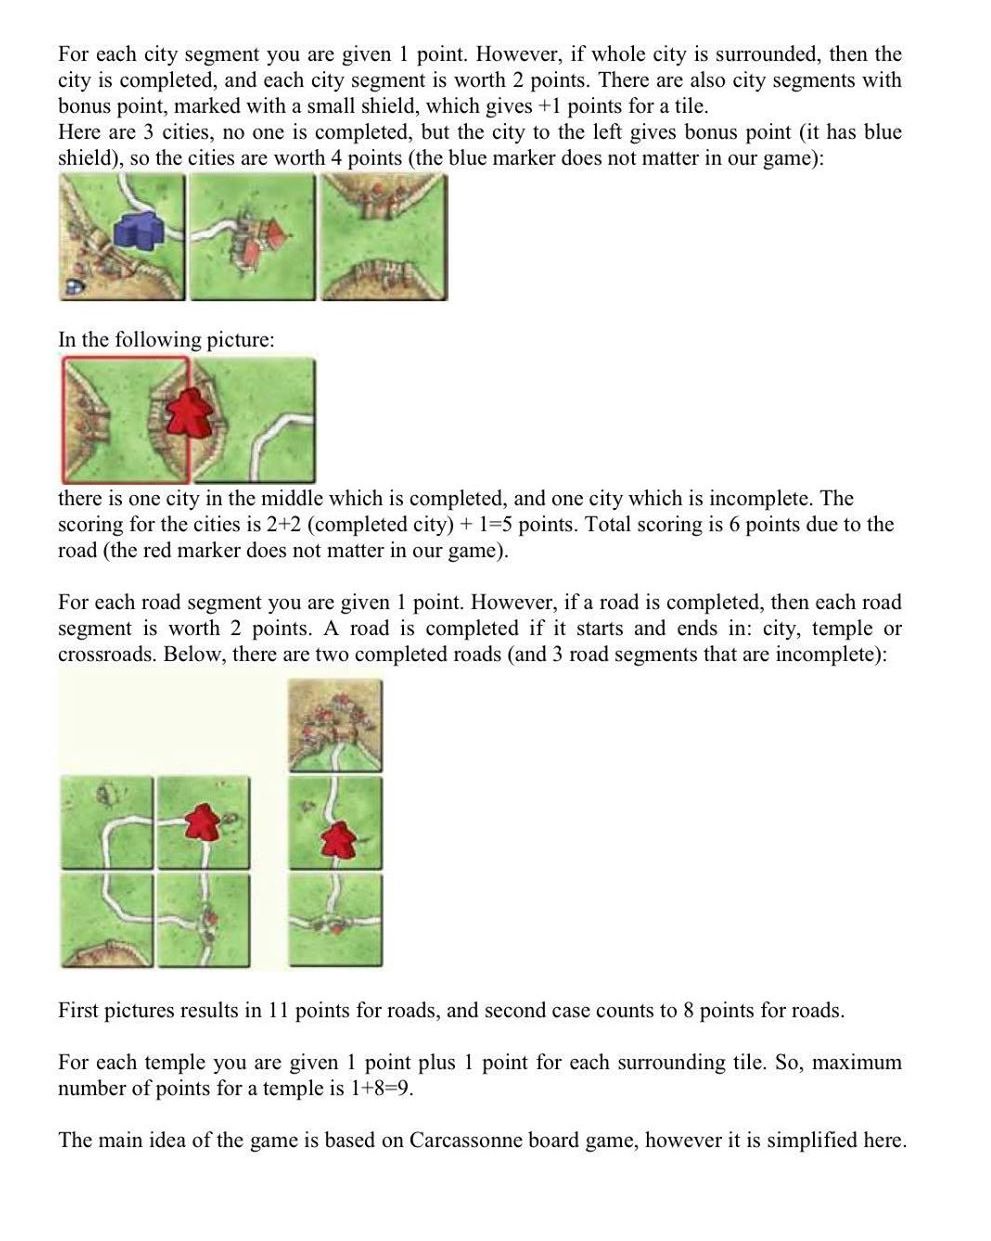 For each city segment you are given 1 point. However, if whole city is surrounded, then the
city is completed, and each city segment is worth 2 points. There are also city segments with
bonus point, marked with a small shield, which gives +1 points for a tile.
Here are 3 cities, no one is completed, but the city to the left gives bonus point (it has blue
shield), so the cities are worth 4 points (the blue marker does not matter in our game):
In the following picture:
there is one city in the middle which is completed, and one city which is incomplete. The
scoring for the cities is 2+2 (completed city) + 1=5 points. Total scoring is 6 points due to the
road (the red marker does not matter in our game).
For each road segment you are given 1 point. However, if a road is completed, then each road
segment is worth 2 points. A road is completed if it starts and ends in: city, temple or
crossroads. Below, there are two completed roads (and 3 road segments that are incomplete):
First pictures results in 11 points for roads, and second case counts to 8 points for roads.
For each temple you are given 1 point plus 1 point for each surrounding tile. So, maximum
number of points for a temple is 1+8=9.
The main idea of the game is based on Carcassonne board game, however it is simplified here.